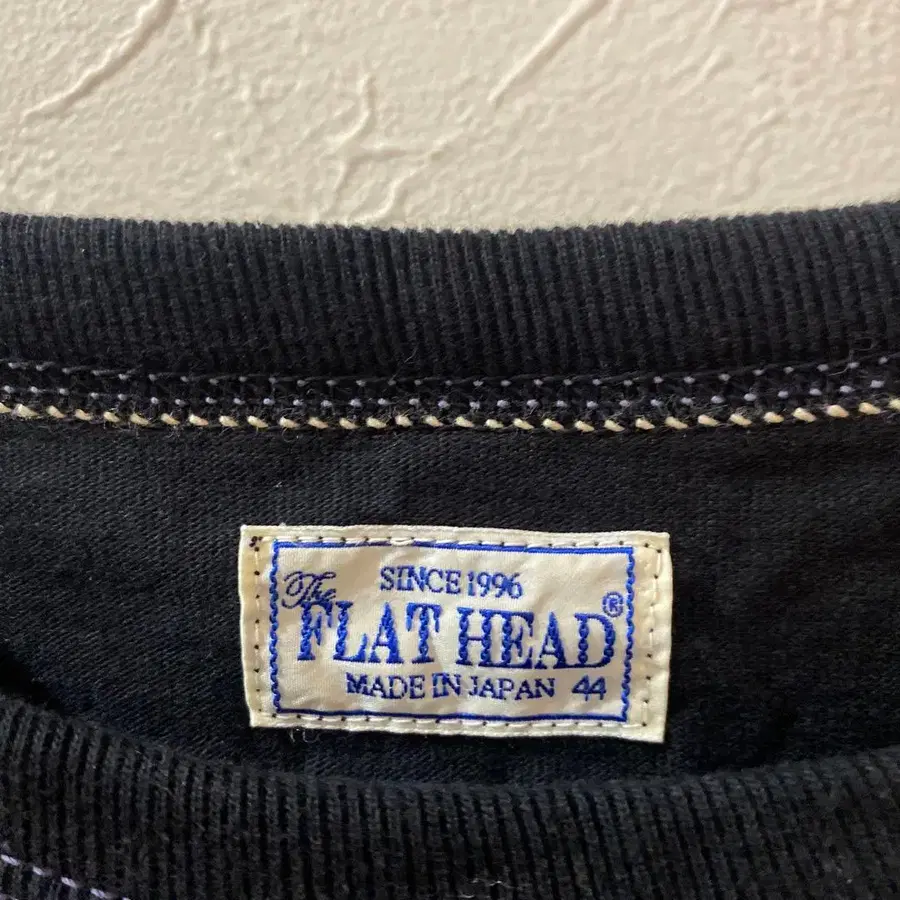 SINCE 1996
The
FLAT HEAD®
MADE IN JAPAN 44